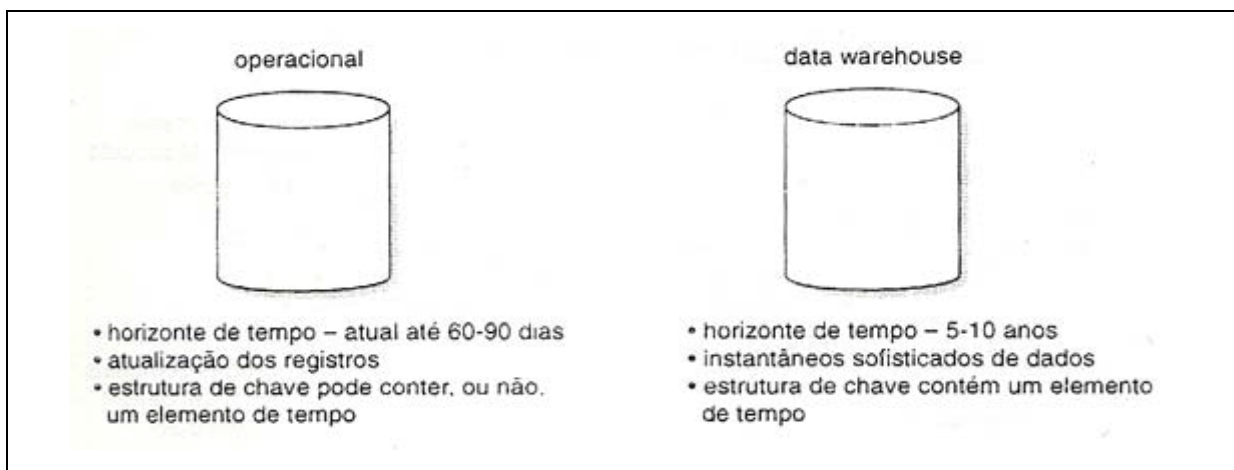 operacional
• horizonte de tempo – atual até 60-90 dias
• atualização dos registros
• estrutura de chave pode conter, ou não,
um elemento de tempo
data warehouse
• horizonte de tempo – 5-10 anos
• instantâneos sofisticados de dados
• estrutura de chave contém um elemento
de tempo